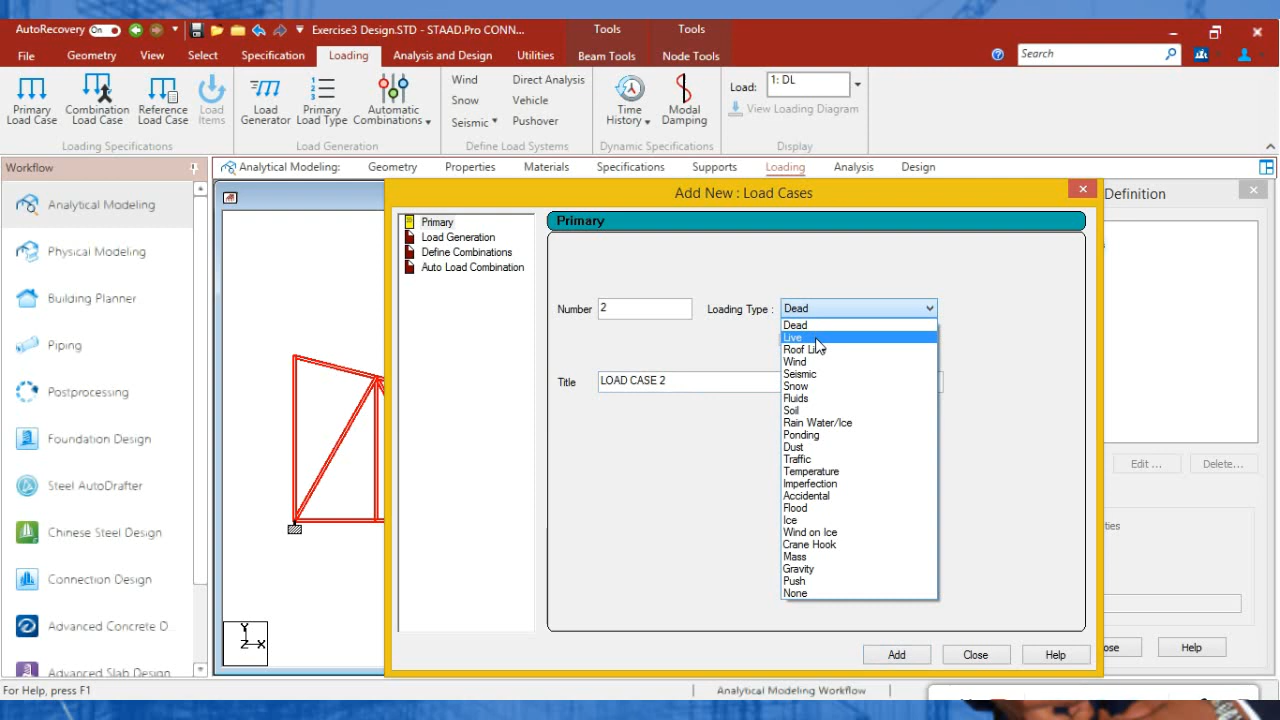 AutoRecovery On Exercise3 Design.STD - STAAD.Pro CONN... Tools Tools
File Geometry View Select Specification Loading Analysis and Design Utilities Beam Tools Node Tools Search
Primary Load Case
Combination Load Case
Reference Load Case
Load Items
Loading Specifications
Load Generator
Primary Load Type
Automatic Combinations
Load Generation
Wind Direct Analysis
Snow Vehicle
Seismic Pushover
Define Load Systems
Time History
Modal Damping
Dynamic Specifications
Load: 1: DL
View Loading Diagram
Display
Workflow
Analytical Modeling: Geometry Properties Materials Specifications Supports Loading Analysis Design
Analytical Modeling
Physical Modeling
Building Planner
Piping
Postprocessing
Foundation Design
Steel AutoDrafter
Chinese Steel Design
Connection Design
Advanced Concrete D
Advanced Slab Design
Y
Z X
Add New : Load Cases
Primary
Load Generation
Define Combinations
Auto Load Combination
Primary
Number 2 Loading Type : Dead
Title LOAD CASE 2
Dead
Live
Roof Live
Wind
Seismic
Snow
Fluids
Soil
Rain Water/Ice
Ponding
Dust
Traffic
Temperature
Imperfection
Accidental
Flood
Ice
Wind on Ice
Crane Hook
Mass
Gravity
Push
None
Add Close Help
Definition
Edit ... Delete...
ties
ose Help
For Help, press F1 Analytical Modeling Workflow